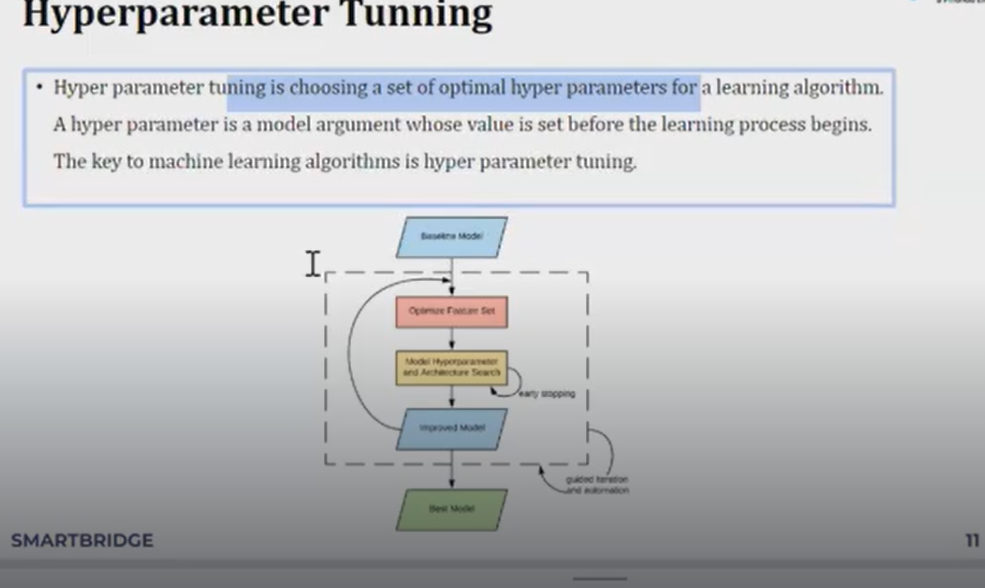 Hyperparameter Tunning
• Hyper parameter tuning is choosing a set of optimal hyper parameters for a learning algorithm.
A hyper parameter is a model argument whose value is set before the learning process begins.
The key to machine learning algorithms is hyper parameter tuning.
Baseline Model
Optimize Feature Set
Model Hyperparameter
and Architecture Search
early stopping
Improved Model
guided iteration
and automation
Best Model
SMARTBRIDGE
11